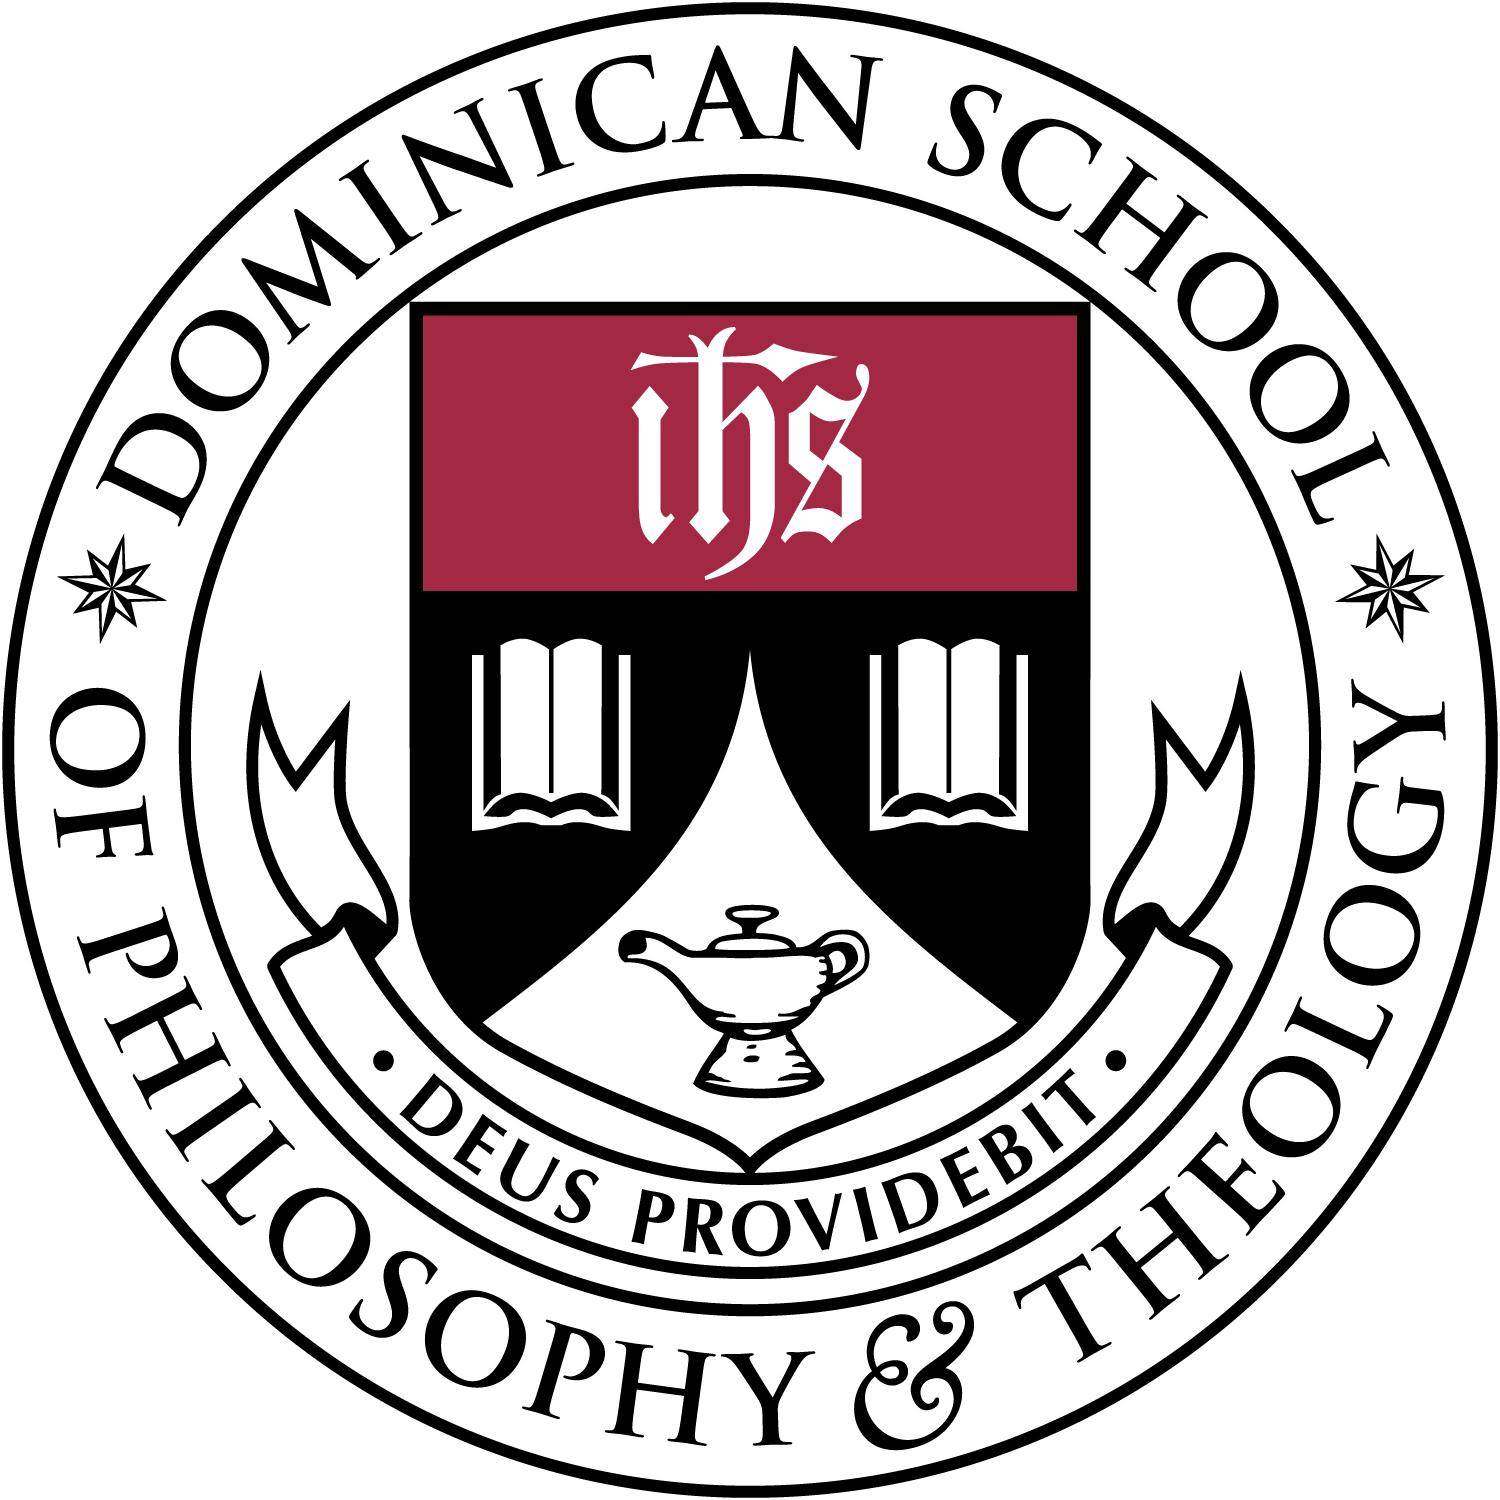 DOMINICAN SCHOOL
OF PHILOSOPHY & THEOLOGY
ihs
· DEUS PROVIDEBIT ·